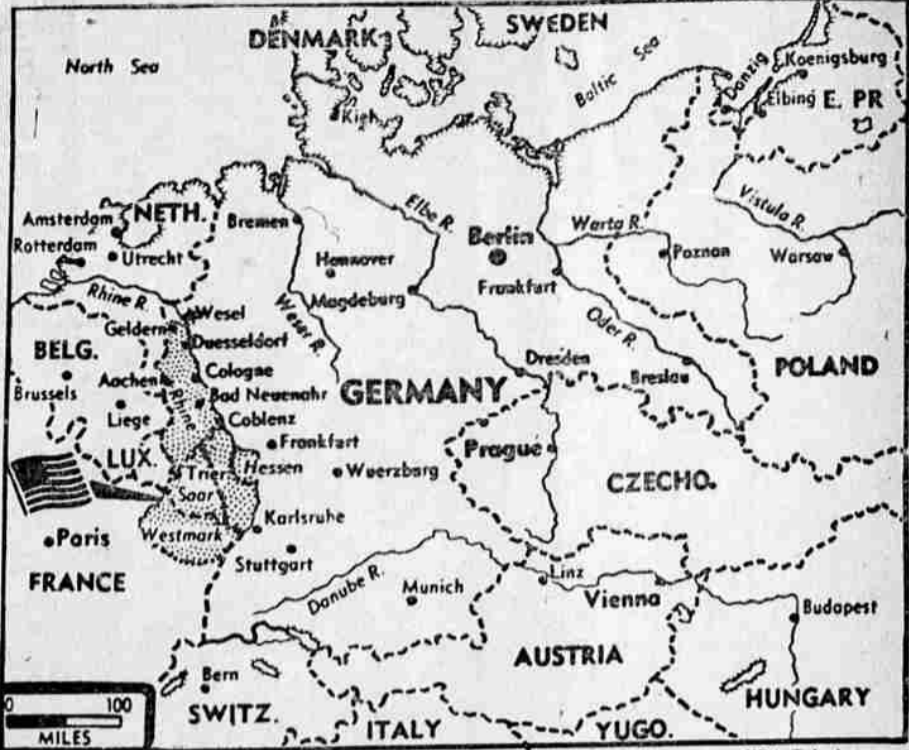 DENMARK
SWEDEN
North Sea
Baltic Sea
Danzig
Koenigsburg
Elbing
E. PR
Vistula R.
NETH.
Amsterdam
Rotterdam
Utrecht
Bremen
Elbe R.
Berlin
Warta R.
Hannover
Poznan
Warsaw
Frankfurt
Magdeburg
Rhine R.
Wesel
Weser R.
Oder R.
Geldern
Duesseldorf
BELG.
Dresden
POLAND
Cologne
Aachen
Breslau
Brussels
Bad Neuenahr
GERMANY
Liege
Coblenz
Frankfurt
Prague
LUX.
Trier
Hessen
Wuerzburg
CZECHO.
Saar
Karlsruhe
Paris
Westmark
Stuttgart
Linz
FRANCE
Danube R.
Munich
Vienna
Budapest
AUSTRIA
Bern
HUNGARY
SWITZ.
ITALY
YUGO.
0 100
MILES